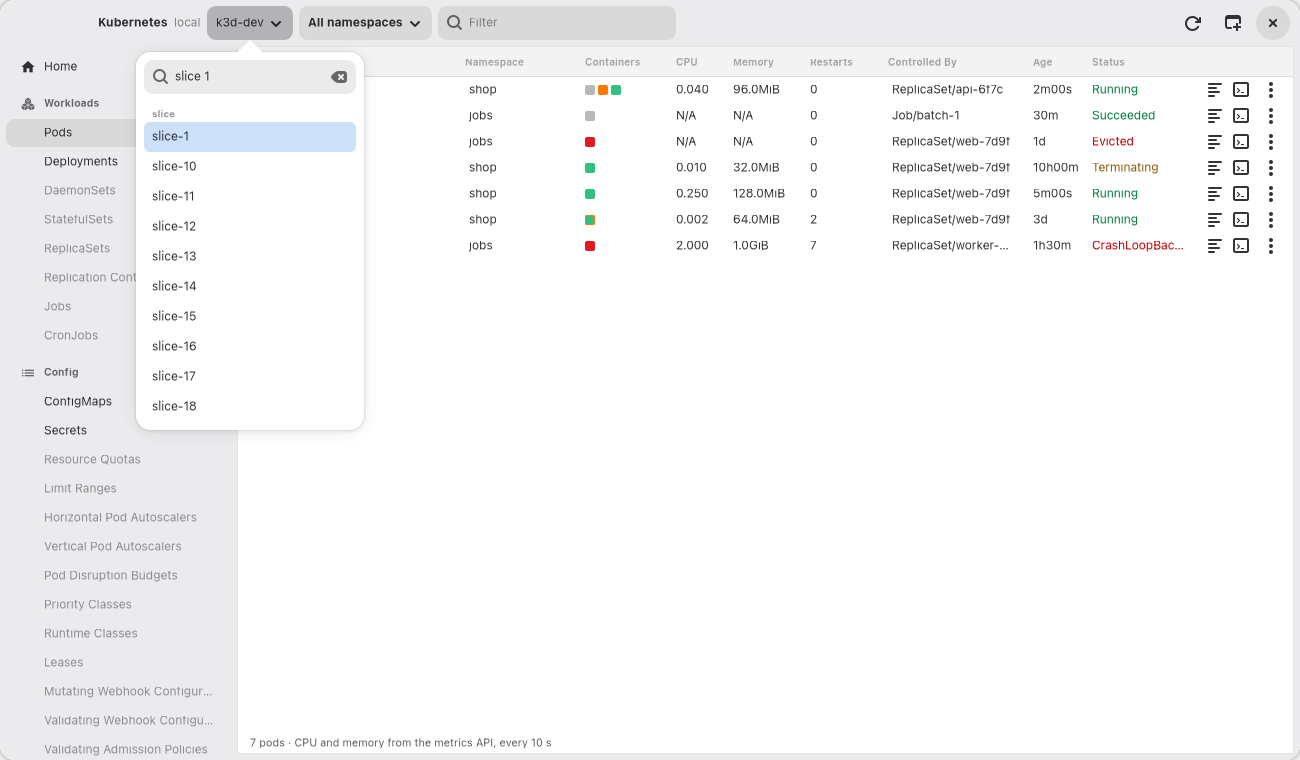 Kubernetes local k3d-dev All namespaces Filter
slice 1
slice
slice-1
slice-10
slice-11
slice-12
slice-13
slice-14
slice-15
slice-16
slice-17
slice-18
Home
Workloads
Pods
Deployments
DaemonSets
StatefulSets
ReplicaSets
Replication Cont
Jobs
CronJobs
Config
ConfigMaps
Secrets
Resource Quotas
Limit Ranges
Horizontal Pod Autoscalers
Vertical Pod Autoscalers
Pod Disruption Budgets
Priority Classes
Runtime Classes
Leases
Mutating Webhook Configur...
Validating Webhook Configu...
Validating Admission Policies
Namespace Containers CPU Memory Restarts Controlled By Age Status
shop 0.040 96.0MiB 0 ReplicaSet/api-6f7c 2m00s Running
jobs N/A N/A 0 Job/batch-1 30m Succeeded
jobs N/A N/A 0 ReplicaSet/web-7d9f 1d Evicted
shop 0.010 32.0MiB 0 ReplicaSet/web-7d9f 10h00m Terminating
shop 0.250 128.0MiB 0 ReplicaSet/web-7d9f 5m00s Running
shop 0.002 64.0MiB 2 ReplicaSet/web-7d9f 3d Running
jobs 2.000 1.0GiB 7 ReplicaSet/worker-... 1h30m CrashLoopBac...
7 pods · CPU and memory from the metrics API, every 10 s